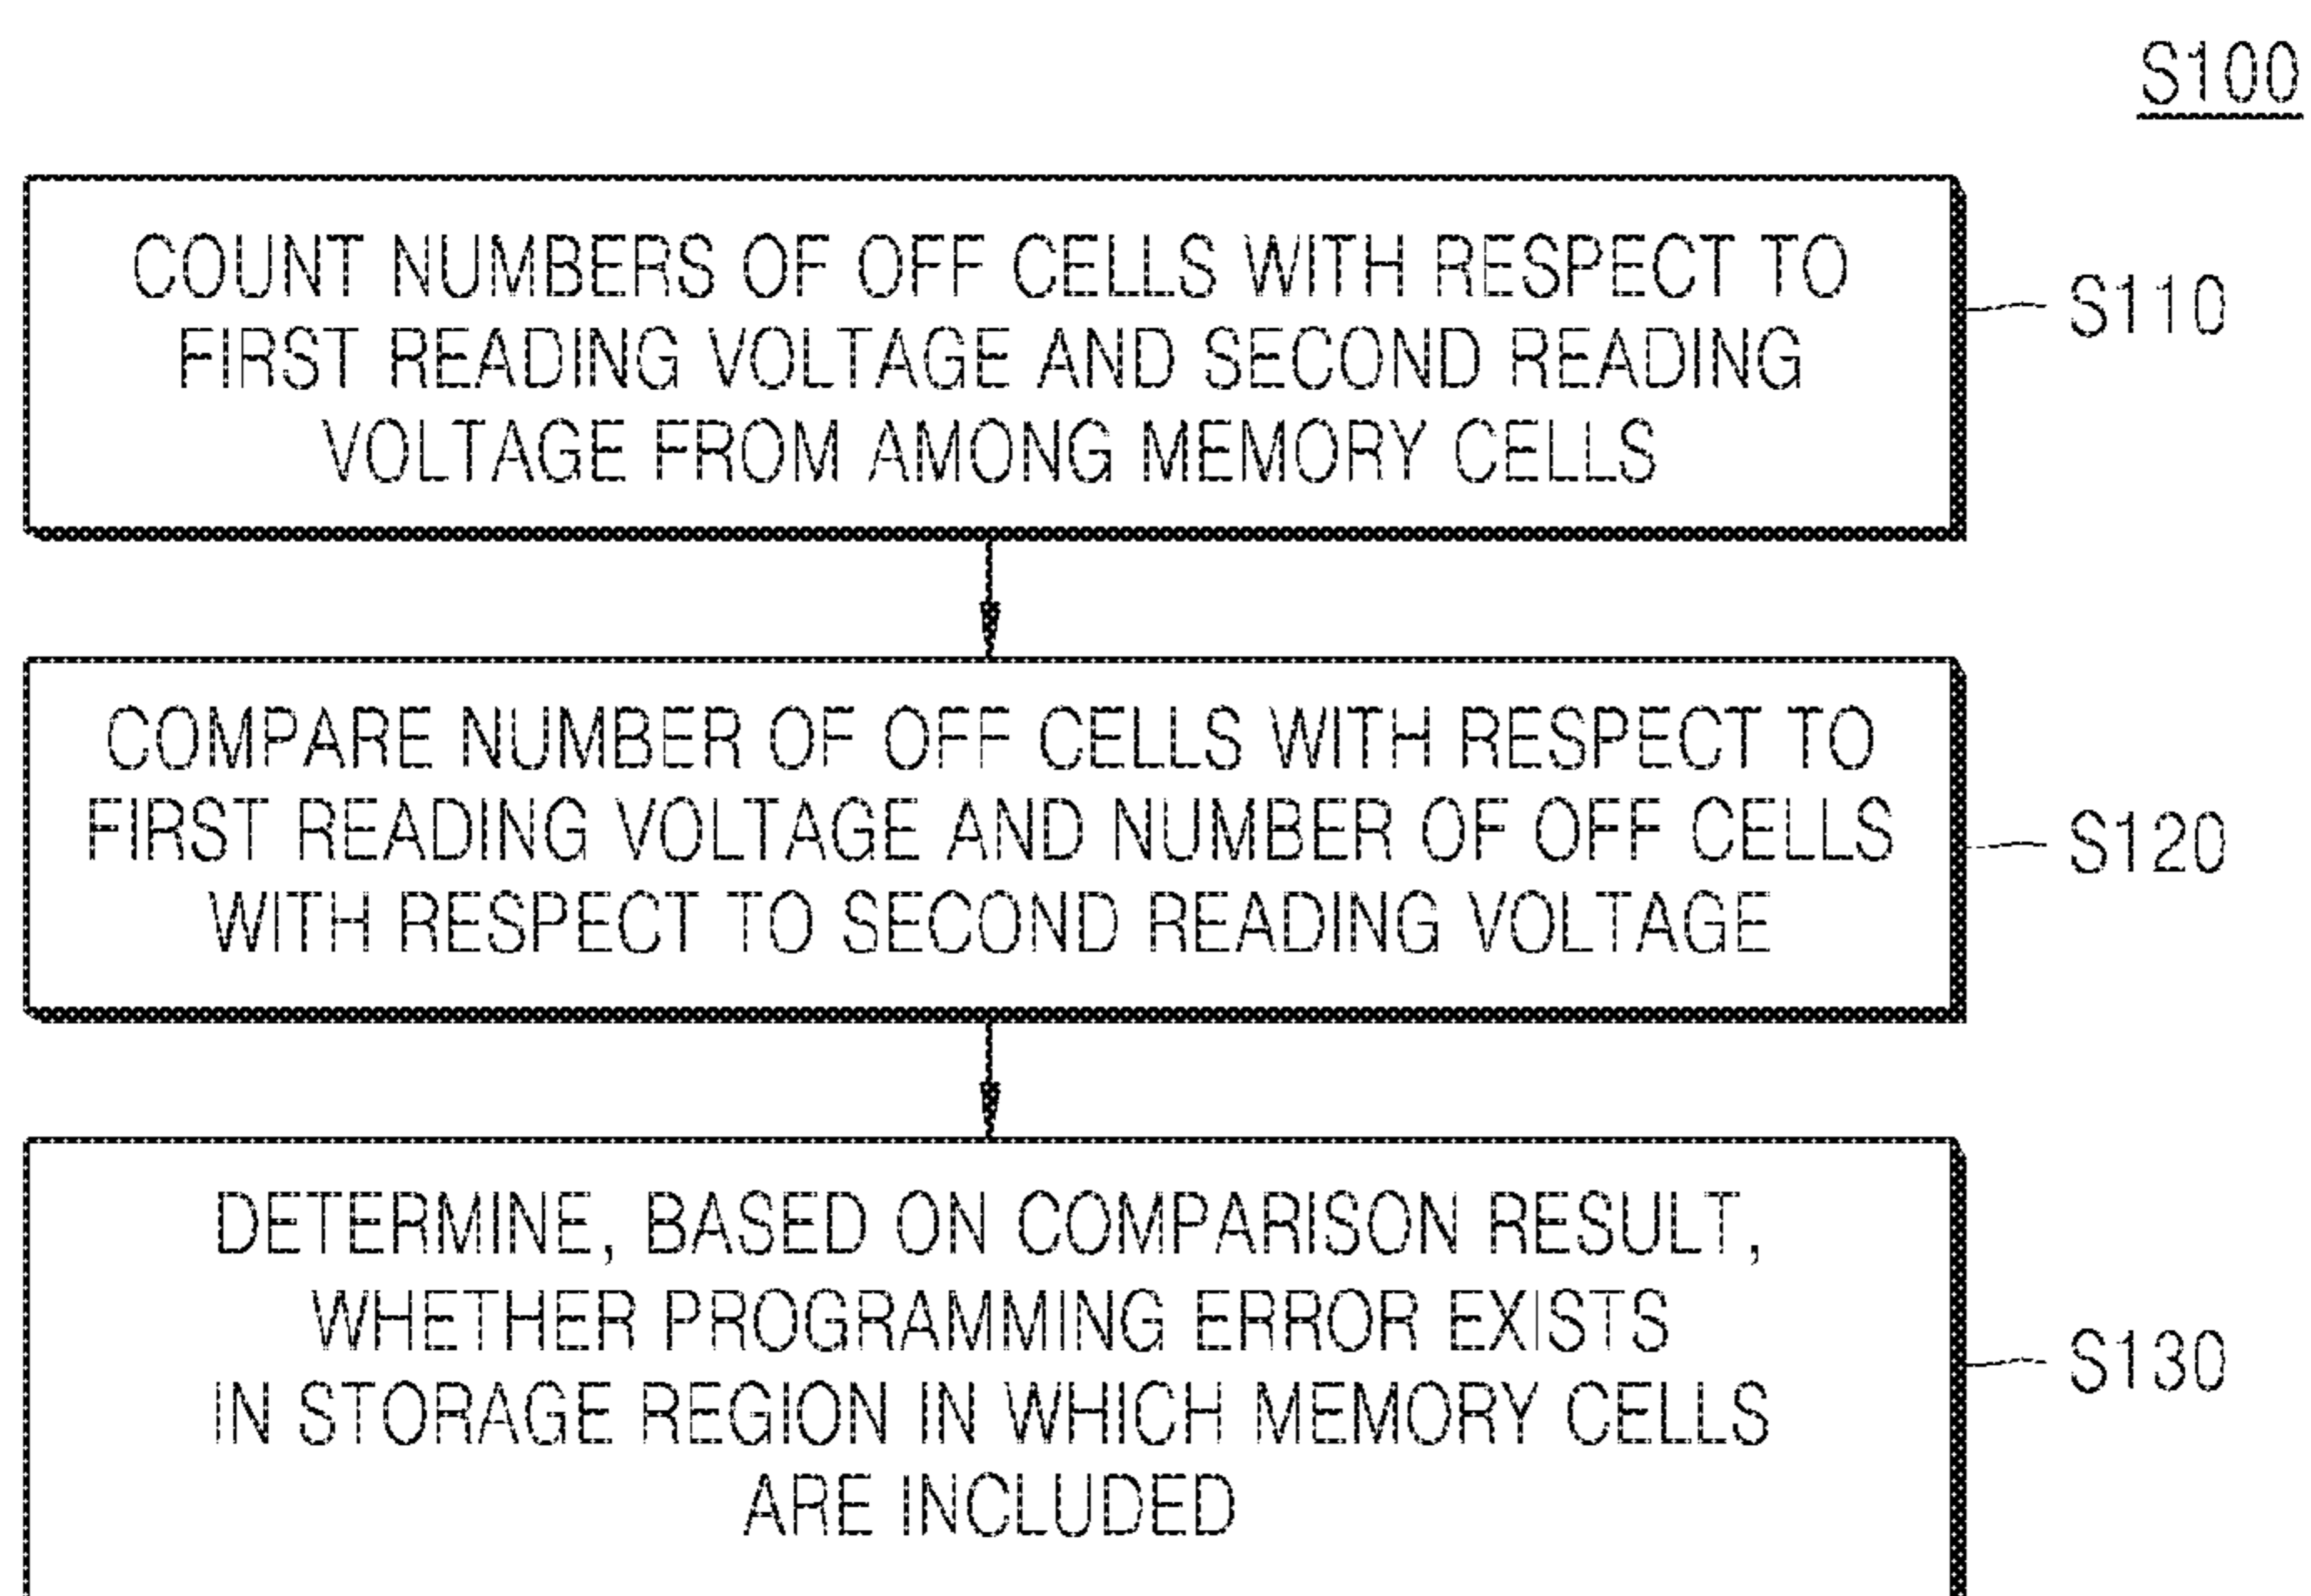 S100
COUNT NUMBERS OF OFF CELLS WITH RESPECT TO
FIRST READING VOLTAGE AND SECOND READING
VOLTAGE FROM AMONG MEMORY CELLS
S110
COMPARE NUMBER OF OFF CELLS WITH RESPECT TO
FIRST READING VOLTAGE AND NUMBER OF OFF CELLS
WITH RESPECT TO SECOND READING VOLTAGE
S120
DETERMINE, BASED ON COMPARISON RESULT,
WHETHER PROGRAMMING ERROR EXISTS
IN STORAGE REGION IN WHICH MEMORY CELLS
ARE INCLUDED
S130